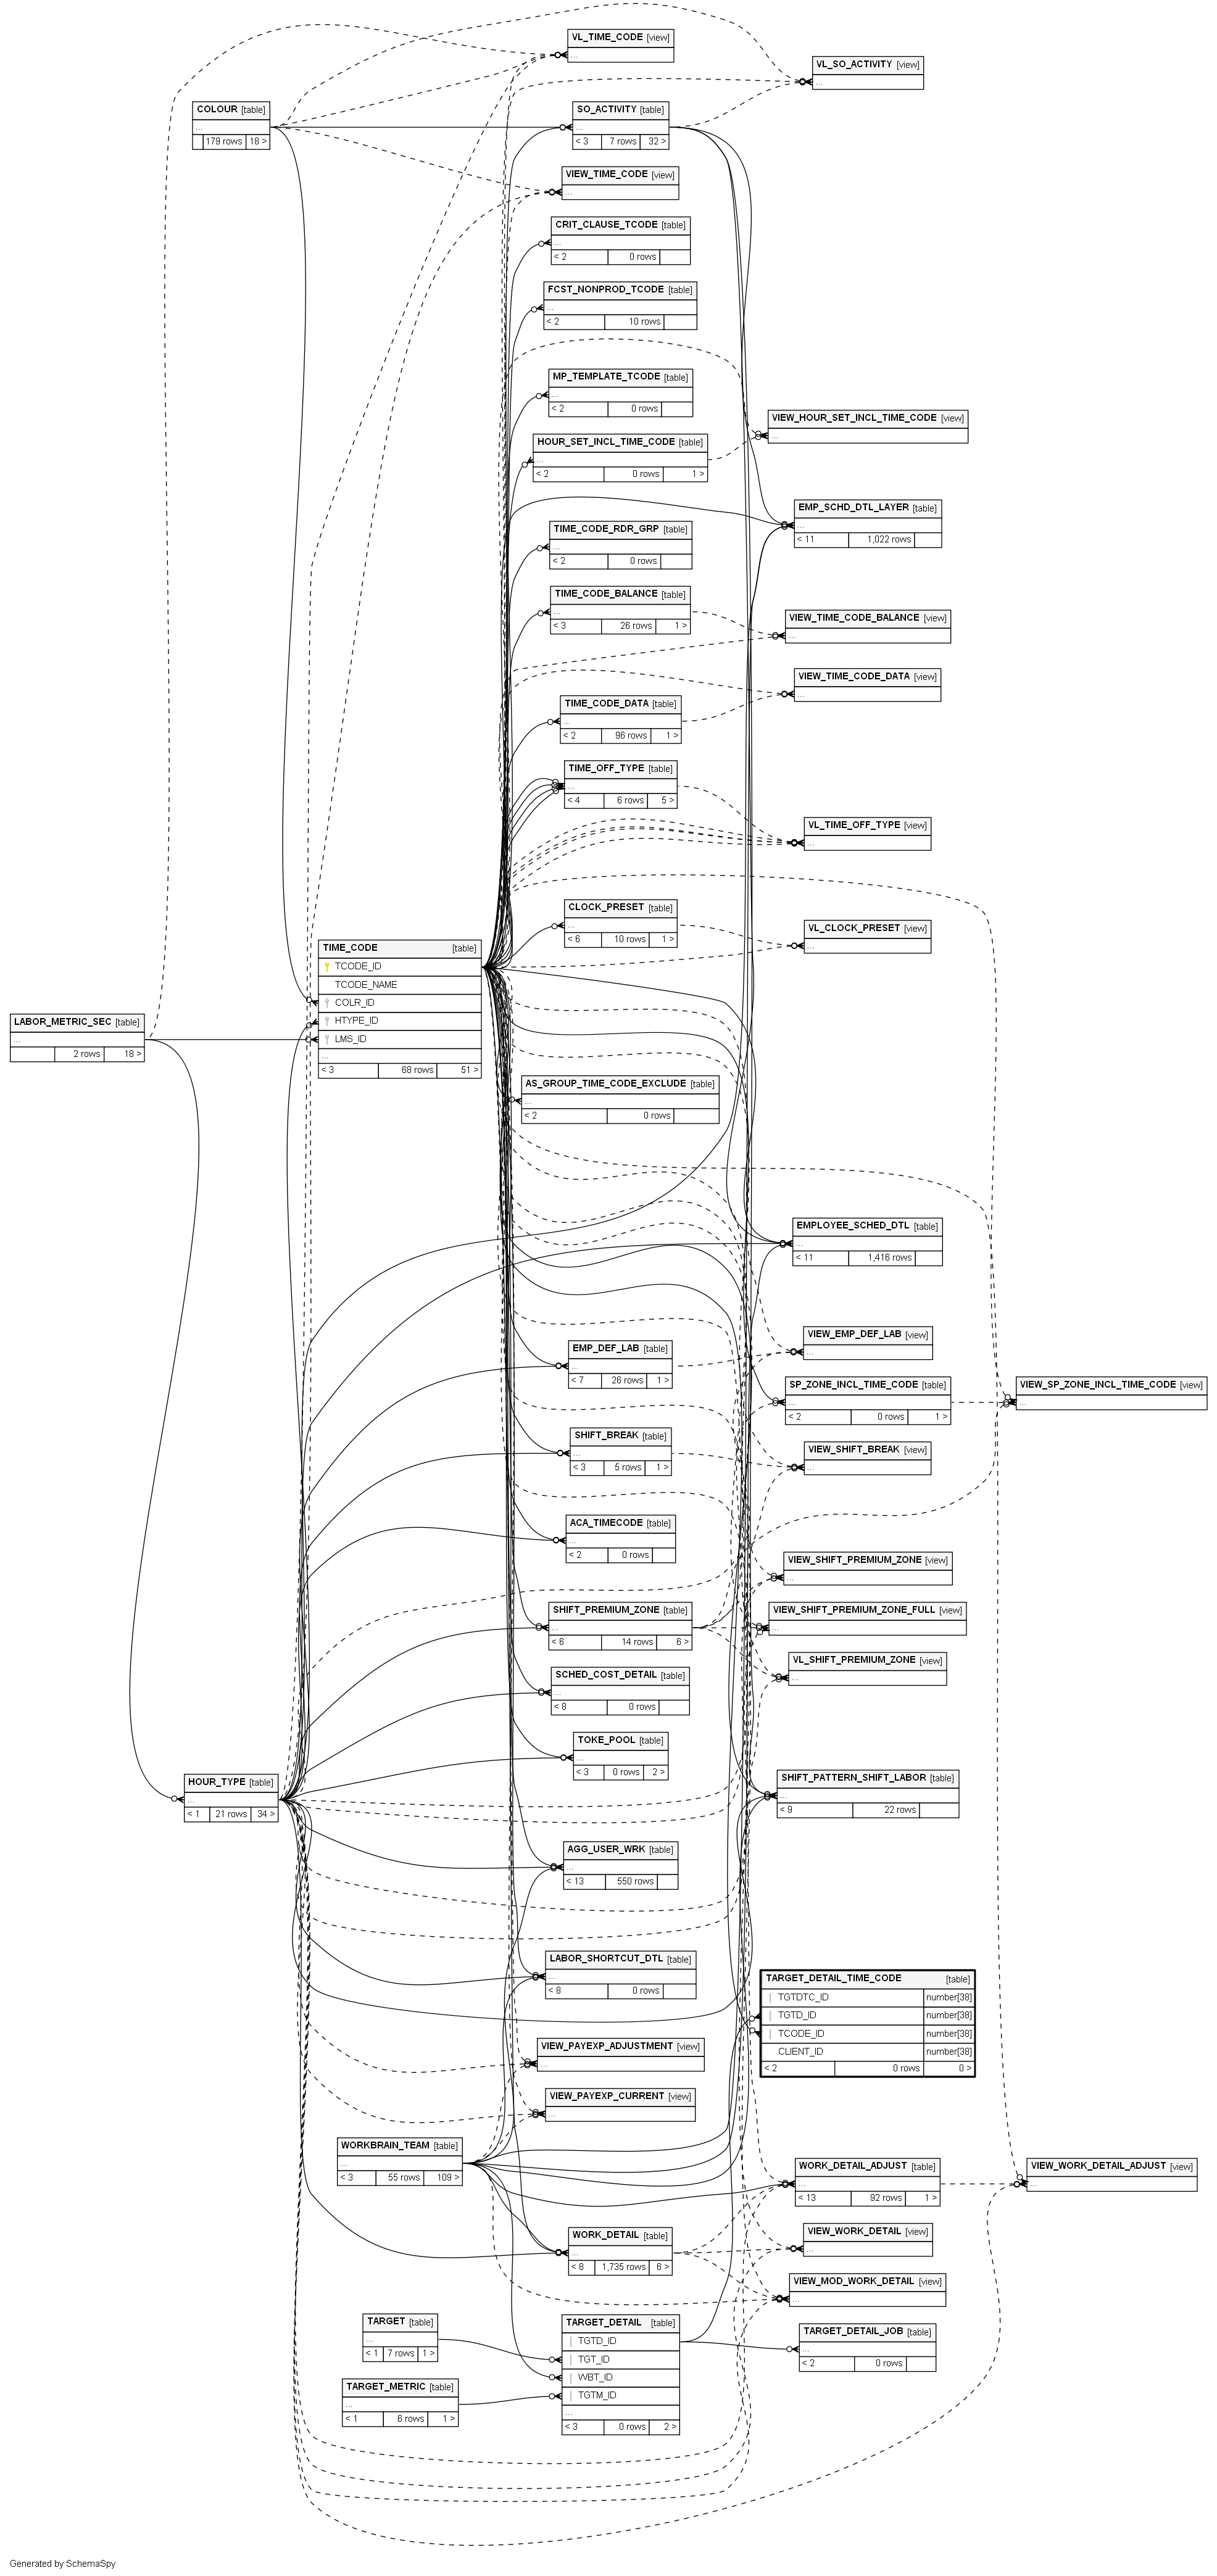 VL_TIME_CODE [view]
...
VL_SO_ACTIVITY [view]
...
COLOUR [table]
...
179 rows 18 >
SO_ACTIVITY [table]
...
< 3 7 rows 32 >
VIEW_TIME_CODE [view]
...
CRIT_CLAUSE_TCODE [table]
...
< 2 0 rows
FCST_NONPROD_TCODE [table]
...
< 2 10 rows
MP_TEMPLATE_TCODE [table]
...
< 2 0 rows
VIEW_HOUR_SET_INCL_TIME_CODE [view]
...
HOUR_SET_INCL_TIME_CODE [table]
...
< 2 0 rows 1 >
EMP_SCHD_DTL_LAYER [table]
...
< 11 1,022 rows
TIME_CODE_RDR_GRP [table]
...
< 2 0 rows
TIME_CODE_BALANCE [table]
...
< 3 26 rows 1 >
VIEW_TIME_CODE_BALANCE [view]
...
VIEW_TIME_CODE_DATA [view]
...
TIME_CODE_DATA [table]
...
< 2 96 rows 1 >
TIME_OFF_TYPE [table]
...
< 4 6 rows 5 >
VL_TIME_OFF_TYPE [view]
...
CLOCK_PRESET [table]
...
< 6 10 rows 1 >
VL_CLOCK_PRESET [view]
...
TIME_CODE [table]
TCODE_ID
TCODE_NAME
COLR_ID
HTYPE_ID
LMS_ID
...
< 3 68 rows 51 >
LABOR_METRIC_SEC [table]
...
2 rows 18 >
AS_GROUP_TIME_CODE_EXCLUDE [table]
...
< 2 0 rows
EMPLOYEE_SCHED_DTL [table]
...
< 11 1,416 rows
VIEW_EMP_DEF_LAB [view]
...
EMP_DEF_LAB [table]
...
< 7 26 rows 1 >
SP_ZONE_INCL_TIME_CODE [table]
...
< 2 0 rows 1 >
VIEW_SP_ZONE_INCL_TIME_CODE [view]
...
SHIFT_BREAK [table]
...
< 3 5 rows 1 >
VIEW_SHIFT_BREAK [view]
...
ACA_TIMECODE [table]
...
< 2 0 rows
VIEW_SHIFT_PREMIUM_ZONE [view]
...
SHIFT_PREMIUM_ZONE [table]
...
< 6 14 rows 6 >
VIEW_SHIFT_PREMIUM_ZONE_FULL [view]
...
VL_SHIFT_PREMIUM_ZONE [view]
...
SCHED_COST_DETAIL [table]
...
< 8 0 rows
TOKE_POOL [table]
...
< 3 0 rows 2 >
HOUR_TYPE [table]
...
< 1 21 rows 34 >
SHIFT_PATTERN_SHIFT_LABOR [table]
...
< 9 22 rows
AGG_USER_WRK [table]
...
< 13 550 rows
LABOR_SHORTCUT_DTL [table]
...
< 8 0 rows
TARGET_DETAIL_TIME_CODE [table]
TGTDTC_ID number[38]
TGTD_ID number[38]
TCODE_ID number[38]
CLIENT_ID number[38]
< 2 0 rows 0 >
VIEW_PAYEXP_ADJUSTMENT [view]
...
VIEW_PAYEXP_CURRENT [view]
...
WORKBRAIN_TEAM [table]
...
< 3 55 rows 109 >
WORK_DETAIL_ADJUST [table]
...
< 13 92 rows 1 >
VIEW_WORK_DETAIL_ADJUST [view]
...
WORK_DETAIL [table]
...
< 8 1,735 rows 6 >
VIEW_WORK_DETAIL [view]
...
VIEW_MOD_WORK_DETAIL [view]
...
TARGET [table]
...
< 1 7 rows 1 >
TARGET_DETAIL [table]
TGTD_ID
TGT_ID
WBT_ID
TGTM_ID
...
< 3 0 rows 2 >
TARGET_DETAIL_JOB [table]
...
< 2 0 rows
TARGET_METRIC [table]
...
< 1 6 rows 1 >
Generated by SchemaSpy